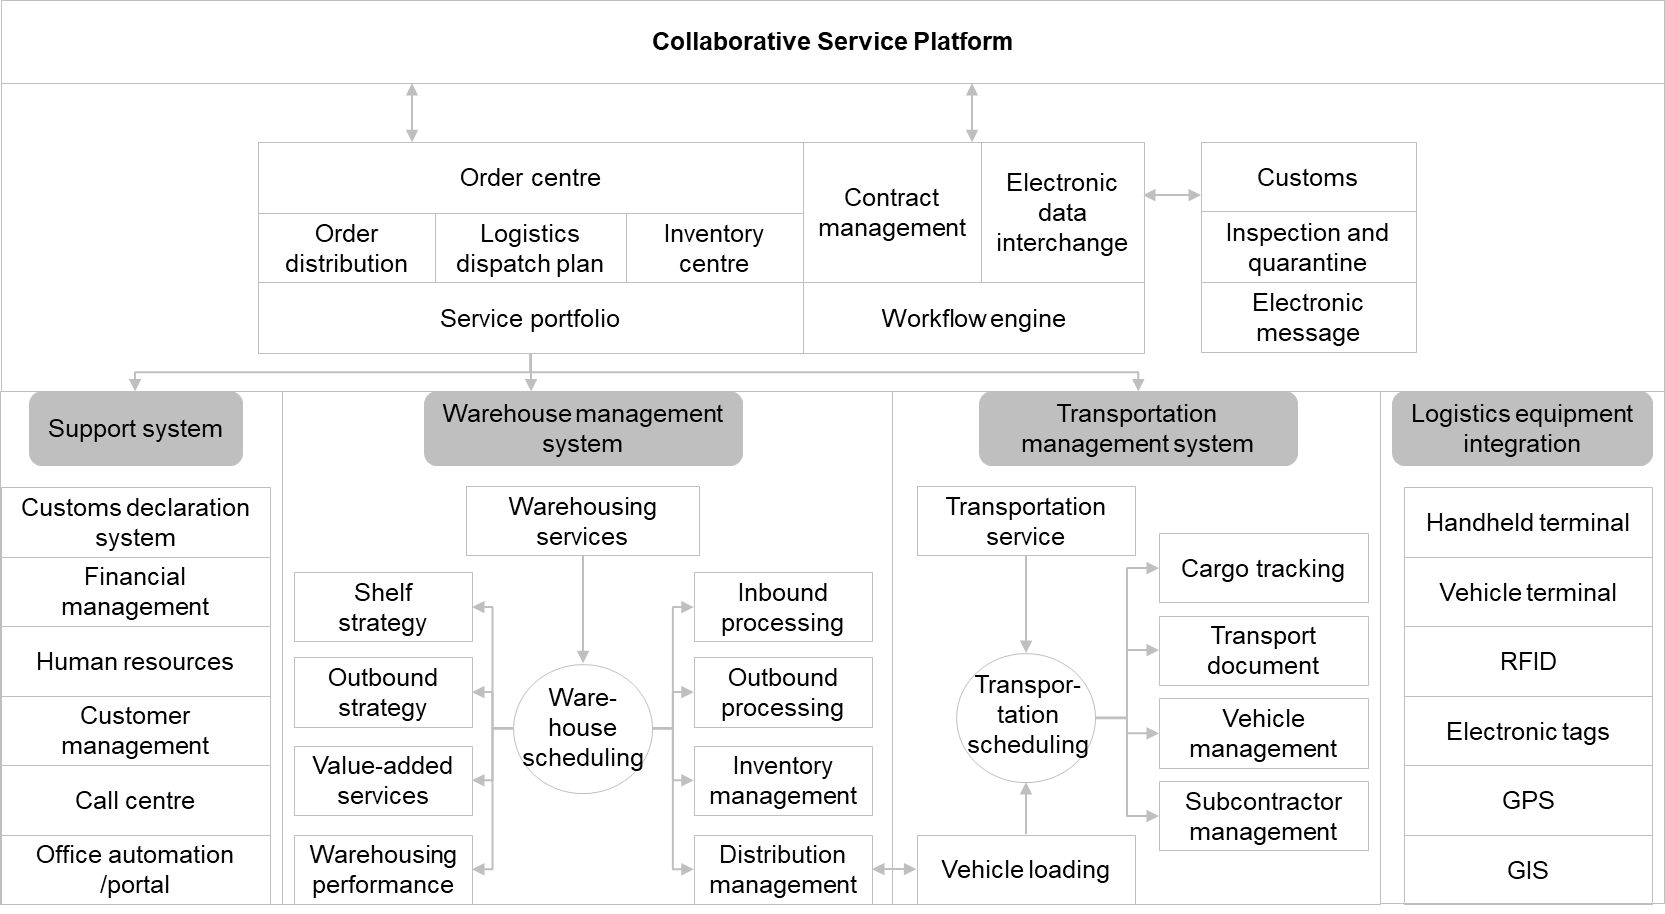 Collaborative Service Platform
Order centre
Order
distribution
Logistics
dispatch plan
Inventory
centre
Service portfolio
Contract
management
Electronic
data
interchange
Workflow engine
Customs
Inspection and
quarantine
Electronic
message
Support system
Customs declaration
system
Financial
management
Human resources
Customer
management
Call centre
Office automation
/portal
Warehouse management
system
Warehousing
services
Shelf
strategy
Outbound
strategy
Value-added
services
Warehousing
performance
Ware-
house
scheduling
Inbound
processing
Outbound
processing
Inventory
management
Distribution
management
Transportation
management system
Transportation
service
Transpor-
tation
scheduling
Vehicle loading
Cargo tracking
Transport
document
Vehicle
management
Subcontractor
management
Logistics equipment
integration
Handheld terminal
Vehicle terminal
RFID
Electronic tags
GPS
GIS